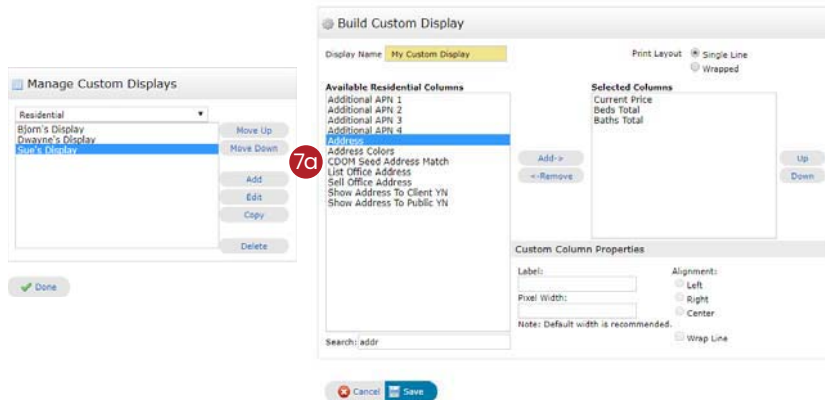 Manage Custom Displays
Residential
Bjorn's Display
Dwayne's Display
Sue's Display
Move Up
Move Down
Add
Edit
Copy
Delete
Done
7a
Build Custom Display
Display Name My Custom Display
Print Layout Single Line
Wrapped
Available Residential Columns
Additional APN 1
Additional APN 2
Additional APN 3
Additional APN 4
Address
Address Colors
CDOM Seed Address Match
List Office Address
Sell Office Address
Show Address To Client YN
Show Address To Public YN
Search: addr
Add->
<-Remove
Selected Columns
Current Price
Beds Total
Baths Total
Up
Down
Custom Column Properties
Label:
Pixel Width:
Note: Default width is recommended.
Alignment:
Left
Right
Center
Wrap Line
Cancel
Save